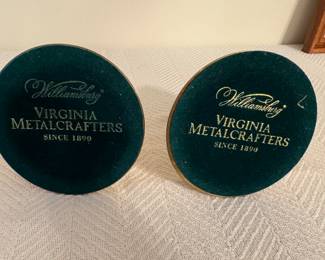 Williamsburg
VIRGINIA
METALCRAFTERS
SINCE 1890
Williamsburg
VIRGINIA
METALCRAFTERS
SINCE 1890